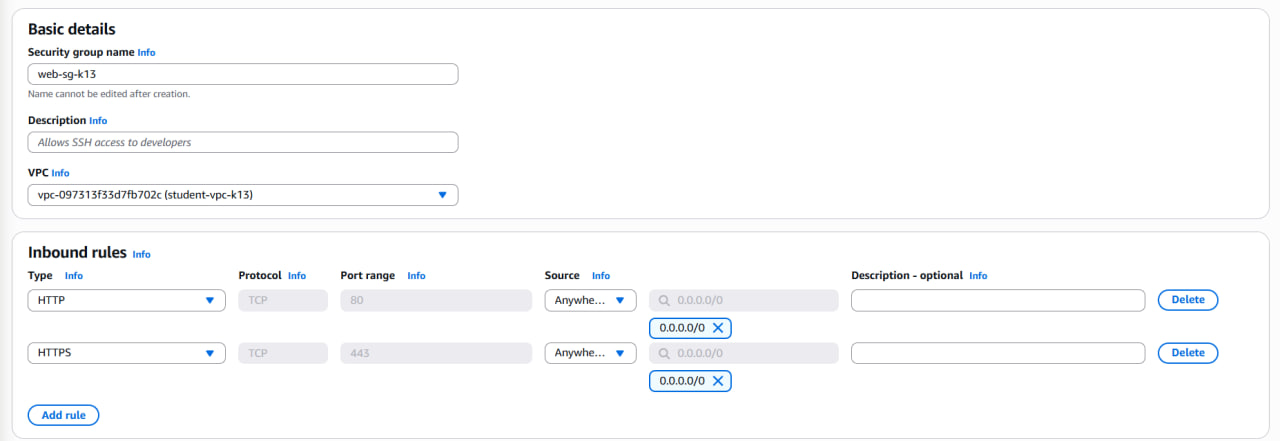 Basic details
Security group name Info
web-sg-k13
Name cannot be edited after creation.
Description Info
Allows SSH access to developers
VPC Info
vpc-097313f33d7fb702c (student-vpc-k13)
Inbound rules Info
Type Info Protocol Info Port range Info Source Info Description - optional Info
HTTP TCP 80 Anywhe... 0.0.0.0/0 Delete
0.0.0.0/0
HTTPS TCP 443 Anywhe... 0.0.0.0/0 Delete
0.0.0.0/0
Add rule